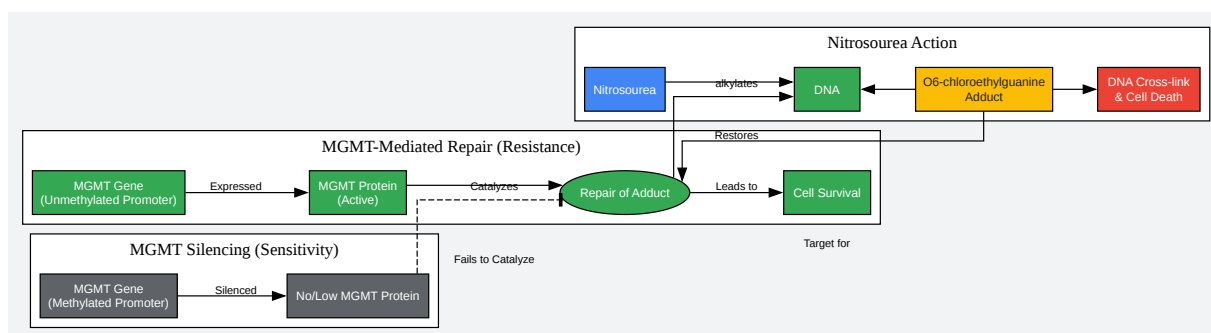 Nitrosourea Action
Nitrosourea
alkylates
DNA
O6-chloroethylguanine
Adduct
DNA Cross-link
& Cell Death
Restores
MGMT-Mediated Repair (Resistance)
MGMT Gene
(Unmethylated Promoter)
Expressed
MGMT Protein
(Active)
Catalyzes
Repair of Adduct
Leads to
Cell Survival
MGMT Silencing (Sensitivity)
Target for
Fails to Catalyze
MGMT Gene
(Methylated Promoter)
Silenced
No/Low MGMT Protein